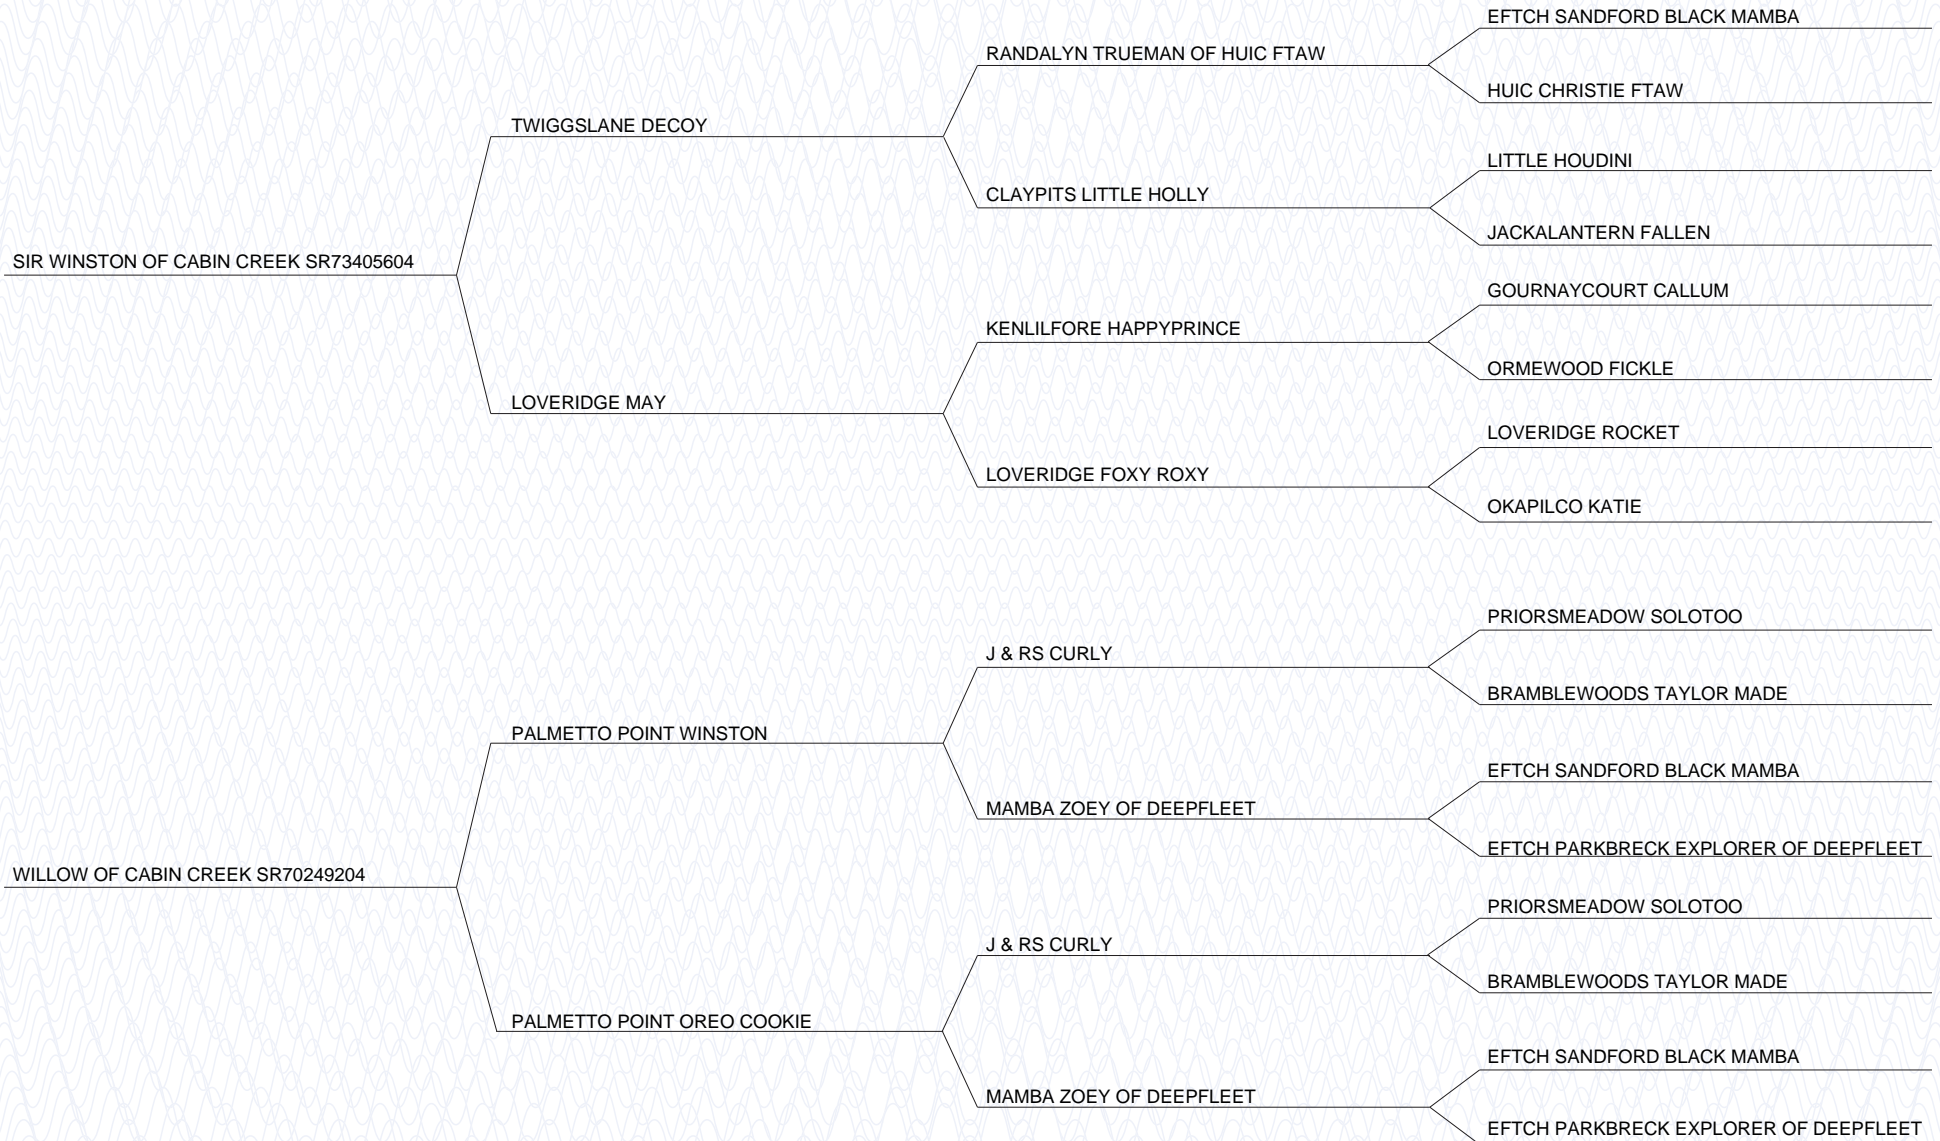 EFTCH SANDFORD BLACK MAMBA
RANDALYN TRUEMAN OF HUIC FTAW
HUIC CHRISTIE FTAW
TWIGGSLANE DECOY
LITTLE HOUDINI
CLAYPITS LITTLE HOLLY
JACKALANTERN FALLEN
SIR WINSTON OF CABIN CREEK SR73405604
GOURNAYCOURT CALLUM
KENLILFORE HAPPYPRINCE
ORMEWOOD FICKLE
LOVERIDGE MAY
LOVERIDGE ROCKET
LOVERIDGE FOXY ROXY
OKAPILCO KATIE
PRIORSMEADOW SOLOTOO
J & RS CURLY
BRAMBLEWOODS TAYLOR MADE
PALMETTO POINT WINSTON
EFTCH SANDFORD BLACK MAMBA
MAMBA ZOEY OF DEEPFLEET
EFTCH PARKBRECK EXPLORER OF DEEPFLEET
WILLOW OF CABIN CREEK SR70249204
PRIORSMEADOW SOLOTOO
J & RS CURLY
BRAMBLEWOODS TAYLOR MADE
PALMETTO POINT OREO COOKIE
EFTCH SANDFORD BLACK MAMBA
MAMBA ZOEY OF DEEPFLEET
EFTCH PARKBRECK EXPLORER OF DEEPFLEET